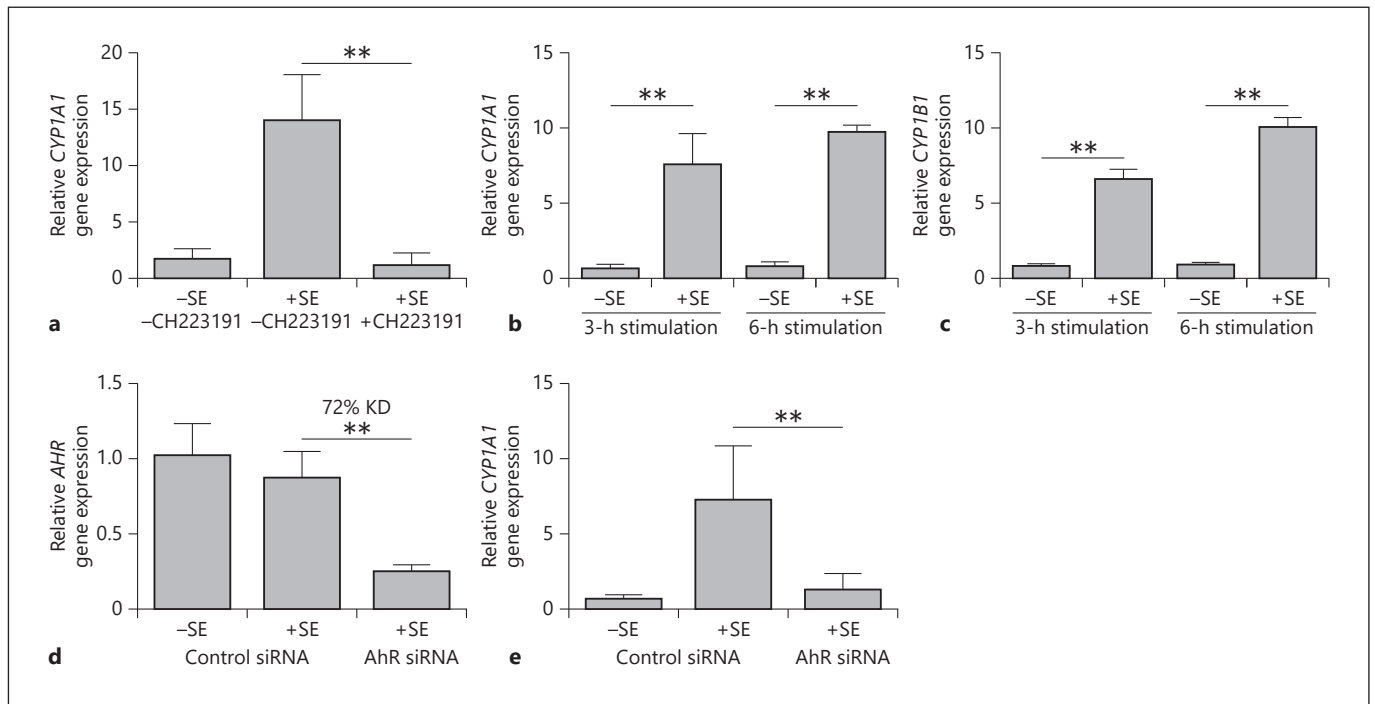 20
15
10
5
0
Relative CYP1A1
gene expression
**
–SE
+SE
+SE
–CH223191
–CH223191
+CH223191
a
15
10
5
0
Relative CYP1A1
gene expression
**
**
–SE
+SE
–SE
+SE
3-h stimulation
6-h stimulation
b
15
10
5
0
Relative CYP1B1
gene expression
**
**
–SE
+SE
–SE
+SE
3-h stimulation
6-h stimulation
c
1.5
1.0
0.5
0
Relative AHR
gene expression
72% KD
**
–SE
+SE
+SE
Control siRNA
AhR siRNA
d
15
10
5
0
Relative CYP1A1
gene expression
**
–SE
+SE
+SE
Control siRNA
AhR siRNA
e